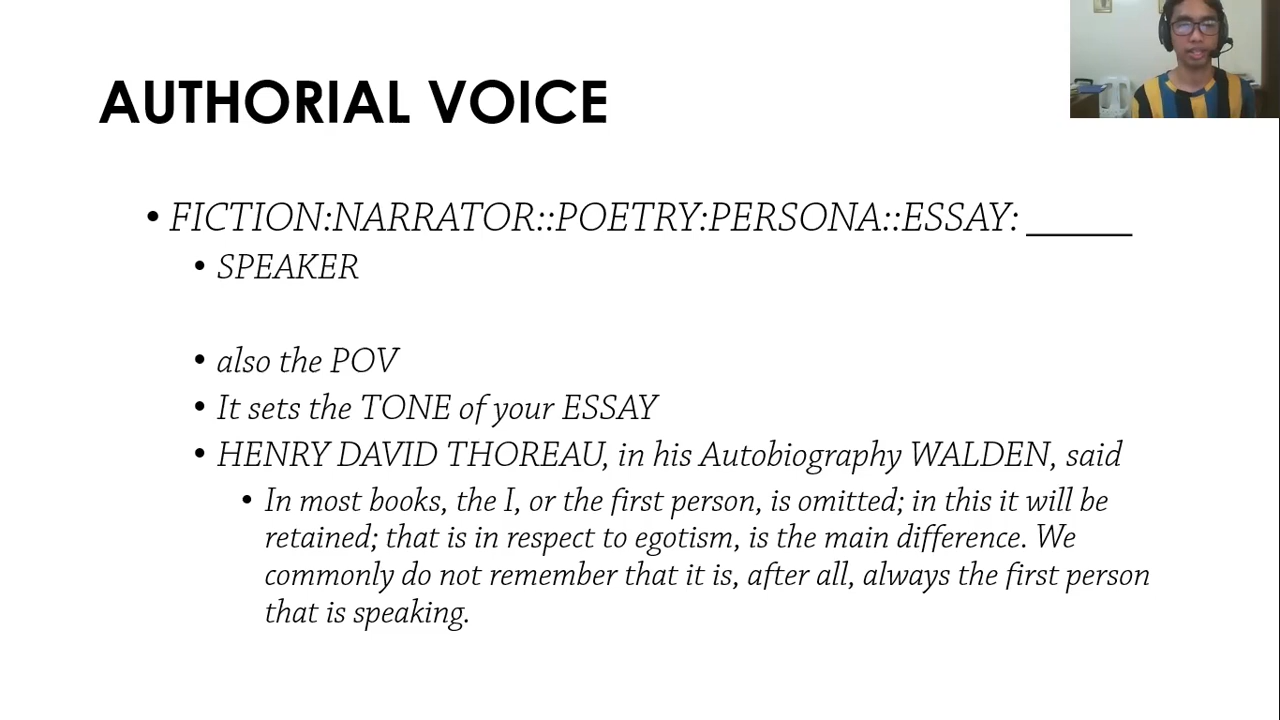 AUTHORIAL VOICE
• FICTION:NARRATOR::POETRY:PERSONA::ESSAY: ______
• SPEAKER
• also the POV
• It sets the TONE of your ESSAY
• HENRY DAVID THOREAU, in his Autobiography WALDEN, said
• In most books, the I, or the first person, is omitted; in this it will be
retained; that is in respect to egotism, is the main difference. We
commonly do not remember that it is, after all, always the first person
that is speaking.